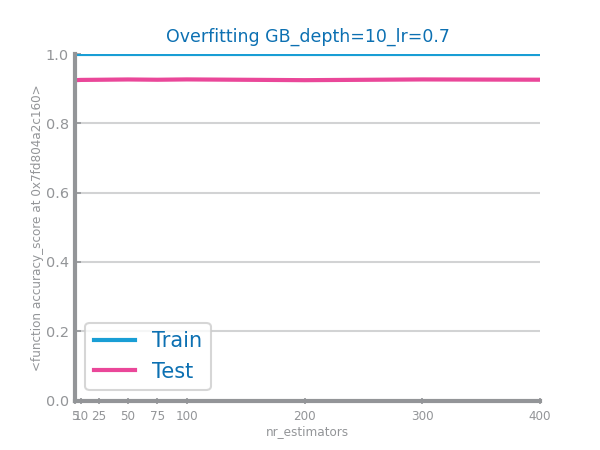 Overfitting GB_depth=10_lr=0.7
<function accuracy_score at 0x7fd804a2c160>
1.0
0.8
0.6
0.4
0.2
0.0
Train
Test
5 10 25 50 75 100 200 300 400
nr_estimators